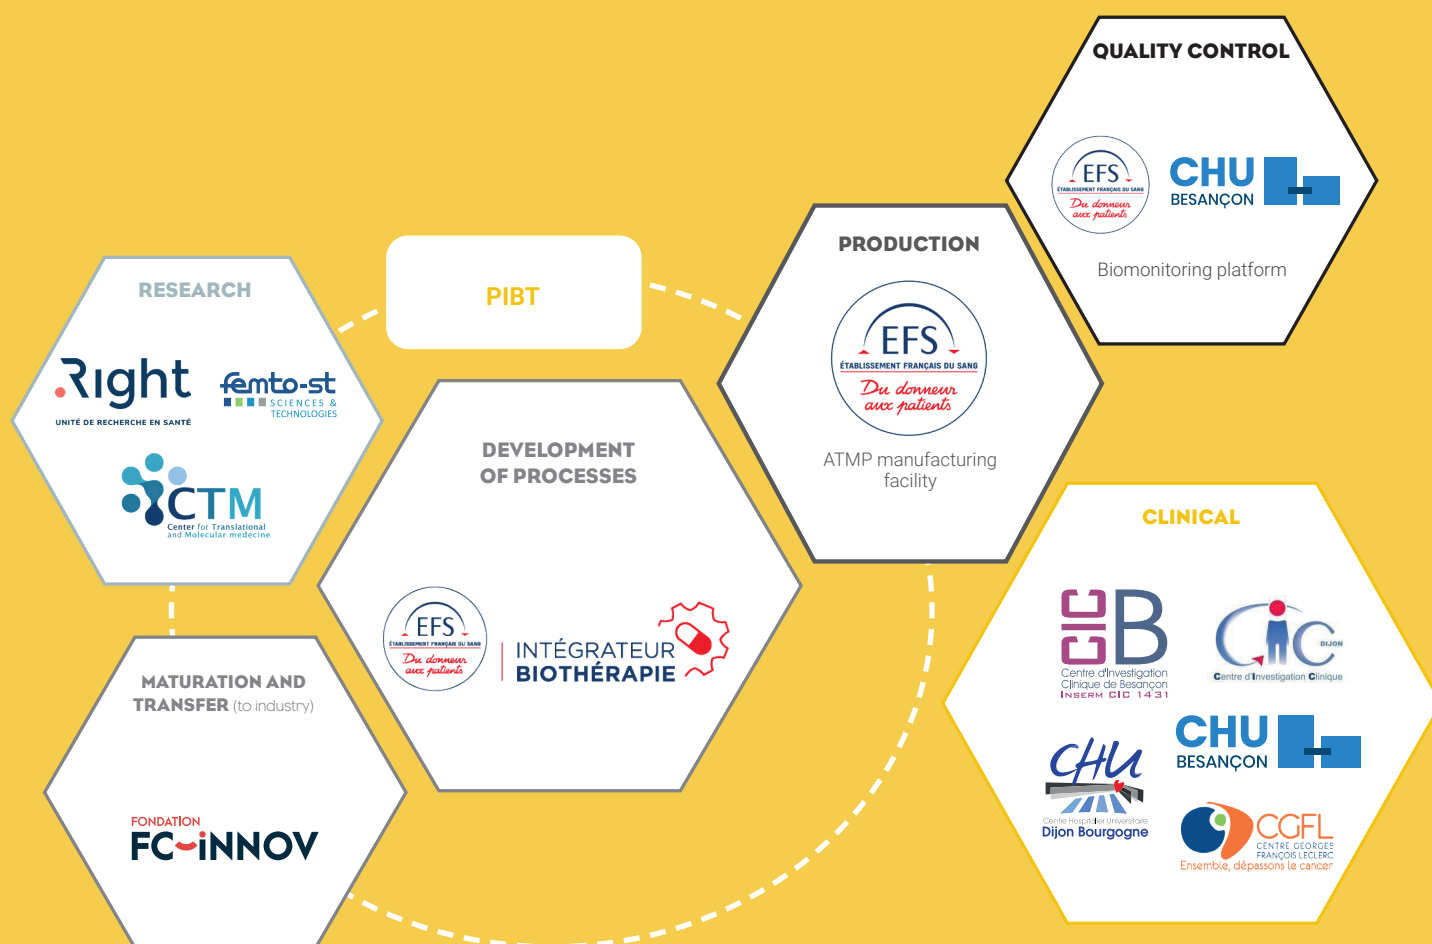 QUALITY CONTROL
EFS
ÉTABLISSEMENT FRANÇAIS DU SANG
Du donneur
aux patients
CHU
BESANÇON
Biomonitoring platform
PRODUCTION
EFS
ÉTABLISSEMENT FRANÇAIS DU SANG
Du donneur
aux patients
ATMP manufacturing
facility
PIBT
RESEARCH
Right
UNITÉ DE RECHERCHE EN SANTÉ
femto-st
SCIENCES &
TECHNOLOGIES
CTM
Center for Translational
and Molecular medecine
DEVELOPMENT
OF PROCESSES
EFS
ÉTABLISSEMENT FRANÇAIS DU SANG
Du donneur
aux patients
INTÉGRATEUR
BIOTHÉRAPIE
MATURATION AND
TRANSFER (to industry)
FONDATION
FC iNNOV
CLINICAL
CIC B
Centre d'Investigation
Clinique de Besançon
INSERM CIC 1431
CIC
DIJON
Centre d'Investigation Clinique
CHU
BESANÇON
CHU
Centre Hospitalier Universitaire
Dijon Bourgogne
CGFL
CENTRE GEORGES
FRANÇOIS LECLERC
Ensemble, dépassons le cancer